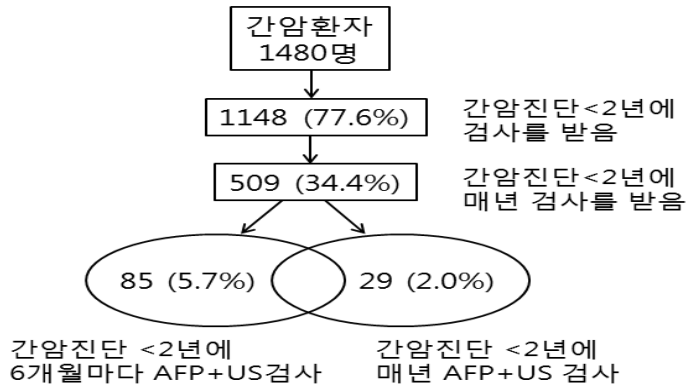 간암환자
1480명
1148 (77.6%)
간암진단<2년에
검사를 받음
509 (34.4%)
간암진단<2년에
매년 검사를 받음
85 (5.7%)
29 (2.0%)
간암진단 <2년에
6개월마다 AFP+US검사
간암진단 <2년에
매년 AFP+US 검사